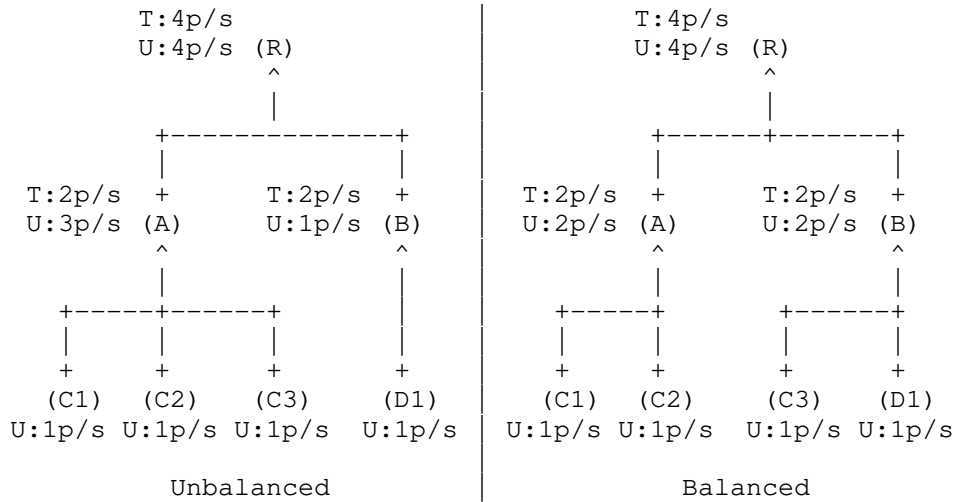 T:4p/s | T:4p/s
U:4p/s (R) | U:4p/s (R)
^ | ^
| | |
+-------------+ | +------+-------+
| | | | |
T:2p/s + T:2p/s + | T:2p/s + T:2p/s +
U:3p/s (A) U:1p/s (B) | U:2p/s (A) U:2p/s (B)
^ ^ | ^ ^
| | | | |
+-----+------+ | | +-----+ +------+
| | | | | | | | |
+ + + + | + + + +
(C1) (C2) (C3) (D1) | (C1) (C2) (C3) (D1)
U:1p/s U:1p/s U:1p/s U:1p/s | U:1p/s U:1p/s U:1p/s U:1p/s
Unbalanced | Balanced